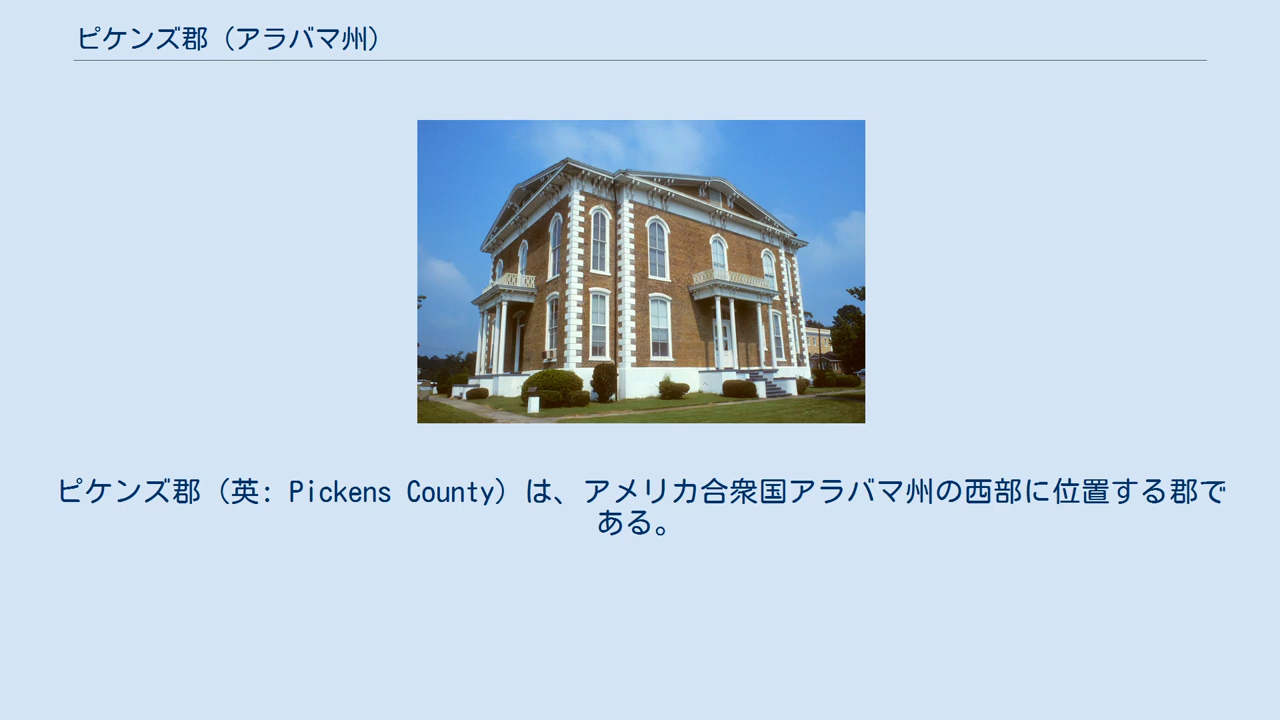 ピケンズ郡（アラバマ州）
ピケンズ郡（英: Pickens County）は、アメリカ合衆国アラバマ州の西部に位置する郡で
ある。